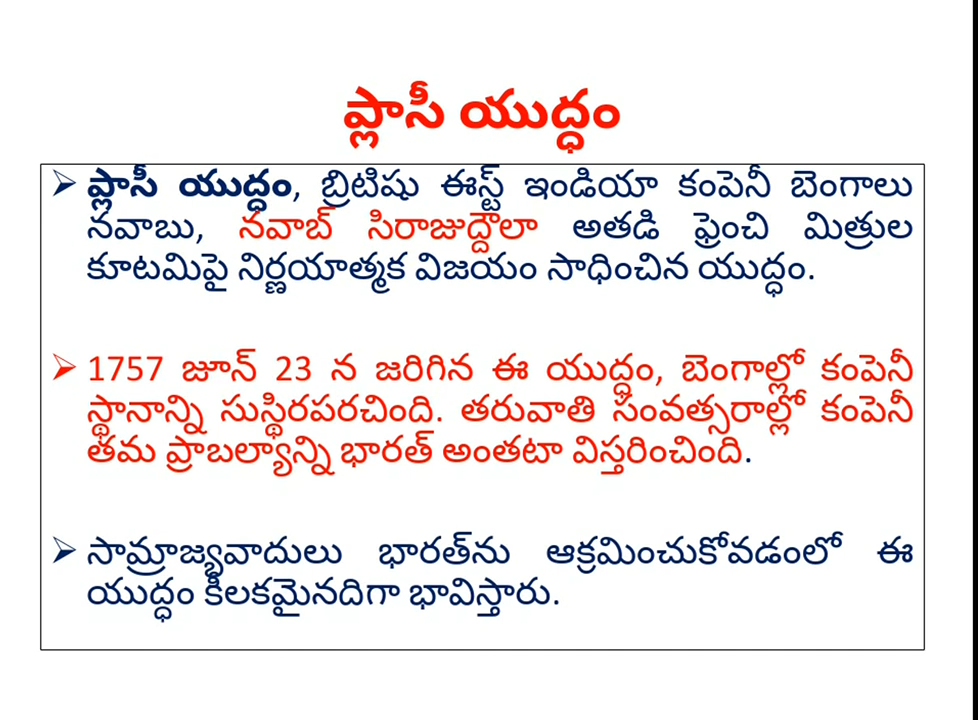 ప్లాసీ యుద్ధం
➢ ప్లాసీ యుద్ధం, బ్రిటిషు ఈస్ట్ ఇండియా కంపెనీ బెంగాలు
నవాబు, నవాబ్ సిరాజుద్దౌలా అతడి ఫ్రెంచి మిత్రుల
కూటమిపై నిర్ణయాత్మక విజయం సాధించిన యుద్ధం.
➢ 1757 జూన్ 23 న జరిగిన ఈ యుద్ధం, బెంగాల్లో కంపెనీ
స్థానాన్ని సుస్థిరపరచింది. తరువాతి సంవత్సరాల్లో కంపెనీ
తమ ప్రాబల్యాన్ని భారత్ అంతటా విస్తరించింది.
➢ సామ్రాజ్యవాదులు భారత్‌ను ఆక్రమించుకోవడంలో ఈ
యుద్ధం కీలకమైనదిగా భావిస్తారు.